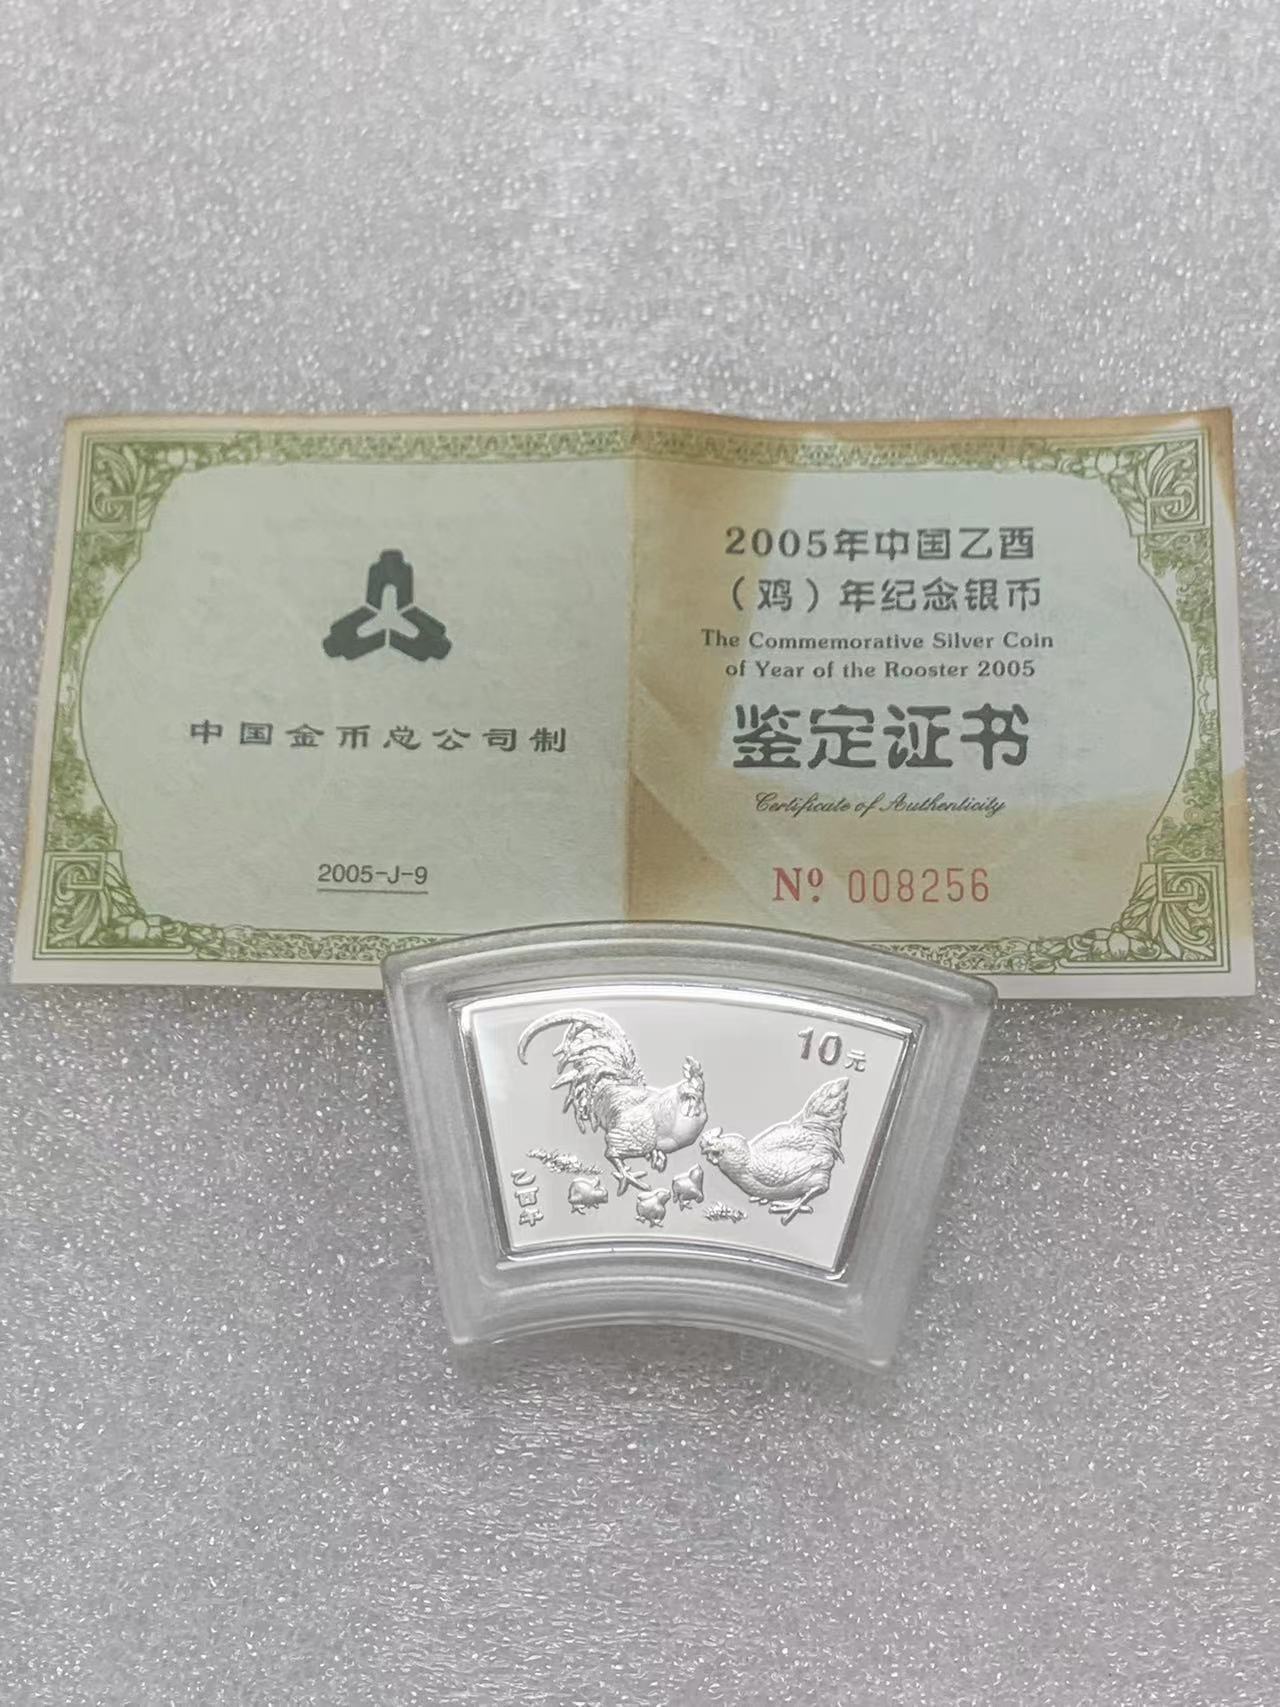 中国金币总公司制
2005-J-9
2005年中国乙酉
（鸡）年纪念银币
The Commemorative Silver Coin
of Year of the Rooster 2005
鉴定证书
Certificate of Authenticity
Nº 008256
10元
乙酉年